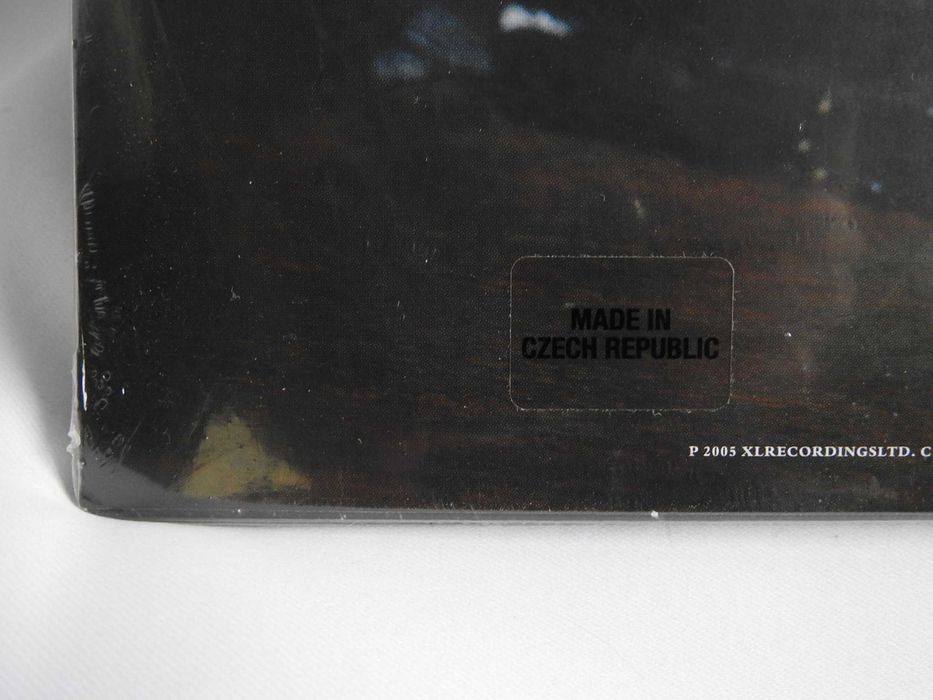 MADE IN
CZECH REPUBLIC
P 2005 XLRECORDINGSLTD. C